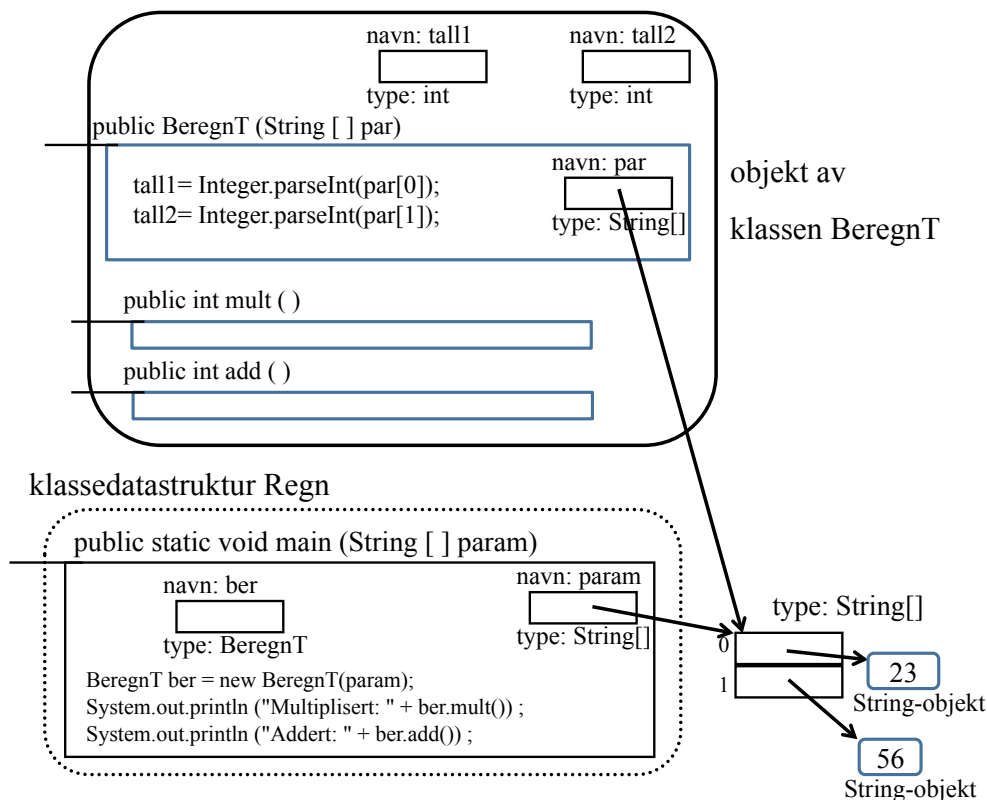 navn: tall1
navn: tall2
type: int
type: int
public BeregnT (String [ ] par)
navn: par
tall1= Integer.parseInt(par[0]);
tall2= Integer.parseInt(par[1]);
type: String[]
objekt av
klassen BeregnT
public int mult ( )
public int add ( )
klassedatastruktur Regn
public static void main (String [ ] param)
navn: ber
navn: param
type: BeregnT
type: String[]
BeregnT ber = new BeregnT(param);
System.out.println ("Multiplisert: " + ber.mult()) ;
System.out.println ("Addert: " + ber.add()) ;
type: String[]
0
1
23
String-objekt
56
String-objekt